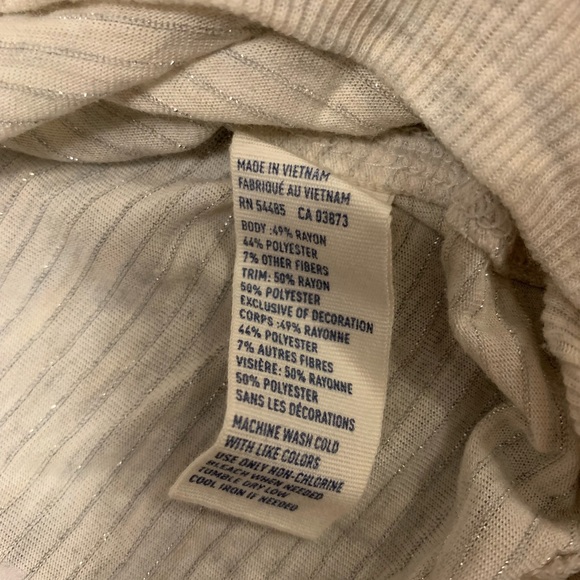 MADE IN VIETNAM
FABRIQUÉ AU VIETNAM
RN 54485 CA 03873
BODY :49% RAYON
44% POLYESTER
7% OTHER FIBERS
TRIM: 50% RAYON
50% POLYESTER
EXCLUSIVE OF DECORATION
CORPS :49% RAYONNE
44% POLYESTER
7% AUTRES FIBRES
VISIÈRE: 50% RAYONNE
50% POLYESTER
SANS LES DÉCORATIONS
MACHINE WASH COLD
WITH LIKE COLORS
USE ONLY NON-CHLORINE
BLEACH WHEN NEEDED
TUMBLE DRY LOW
COOL IRON IF NEEDED